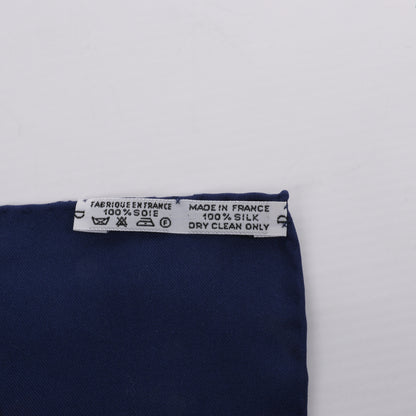 FABRIQUE EN FRANCE
100% SOIE
F
MADE IN FRANCE
100% SILK
DRY CLEAN ONLY